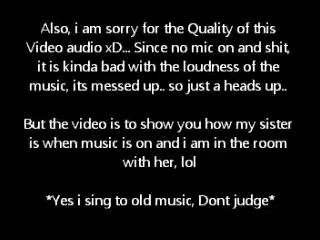 Also, i am sorry for the Quality of this
Video audio xD... Since no mic on and shit,
it is kinda bad with the loudness of the
music, its messed up.. so just a heads up..
But the video is to show you how my sister
is when music is on and i am in the room
with her, lol
*Yes i sing to old music, Dont judge*